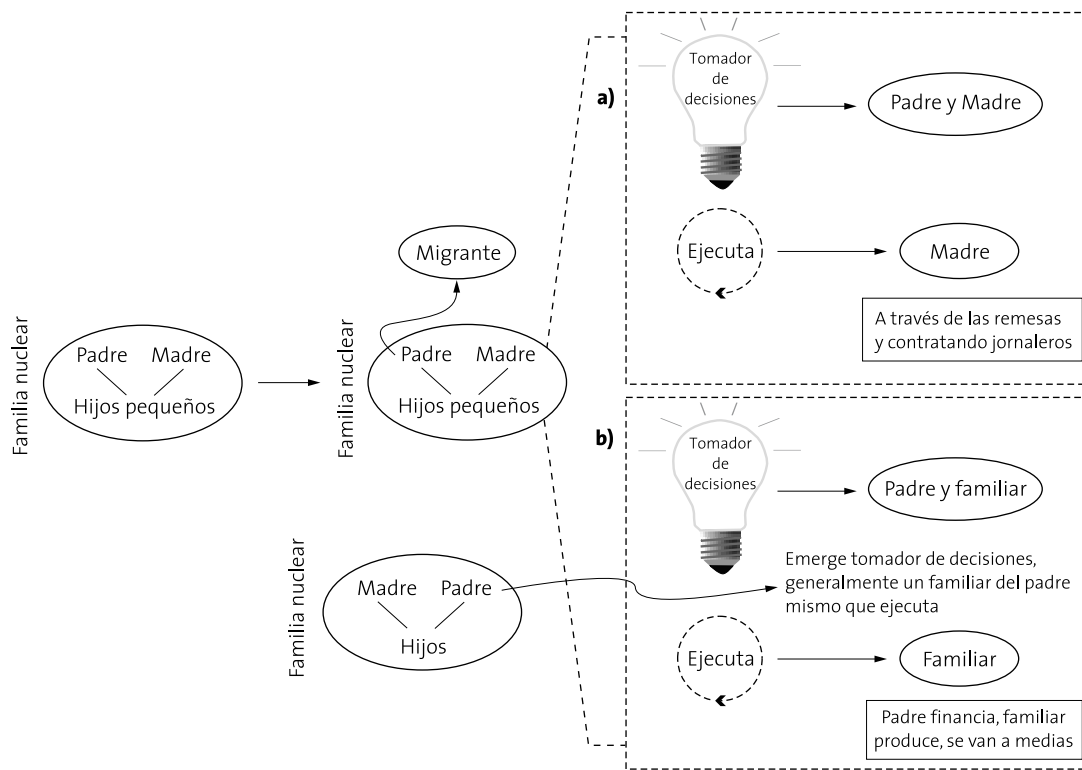 Familia nuclear
Padre Madre
Hijos pequeños
Migrante
Familia nuclear
Padre Madre
Hijos pequeños
Familia nuclear
Madre Padre
Hijos
a)
Tomador
de
decisiones
Padre y Madre
Ejecuta
Madre
A través de las remesas
y contratando jornaleros
b)
Tomador
de
decisiones
Padre y familiar
Emerge tomador de decisiones,
generalmente un familiar del padre
mismo que ejecuta
Ejecuta
Familiar
Padre financia, familiar
produce, se van a medias